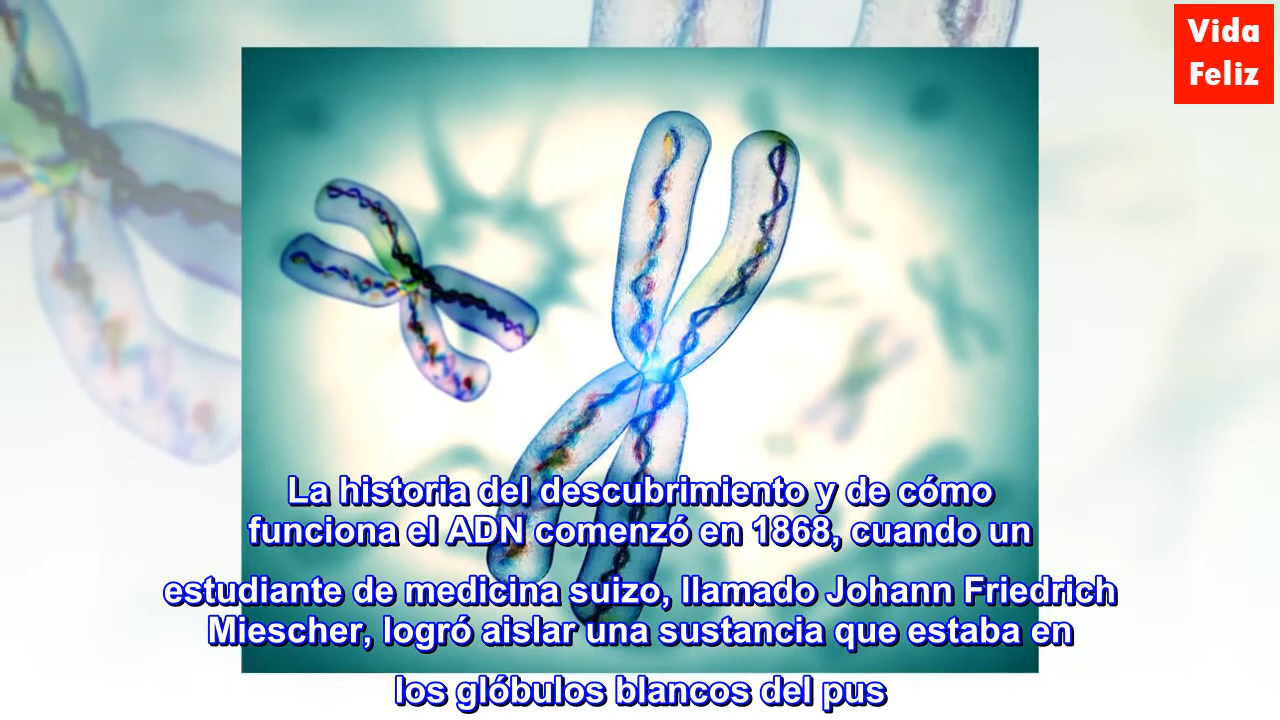 Vida
Feliz
La historia del descubrimiento y de cómo
funciona el ADN comenzó en 1868, cuando un
estudiante de medicina suizo, llamado Johann Friedrich
Miescher, logró aislar una sustancia que estaba en
los glóbulos blancos del pus